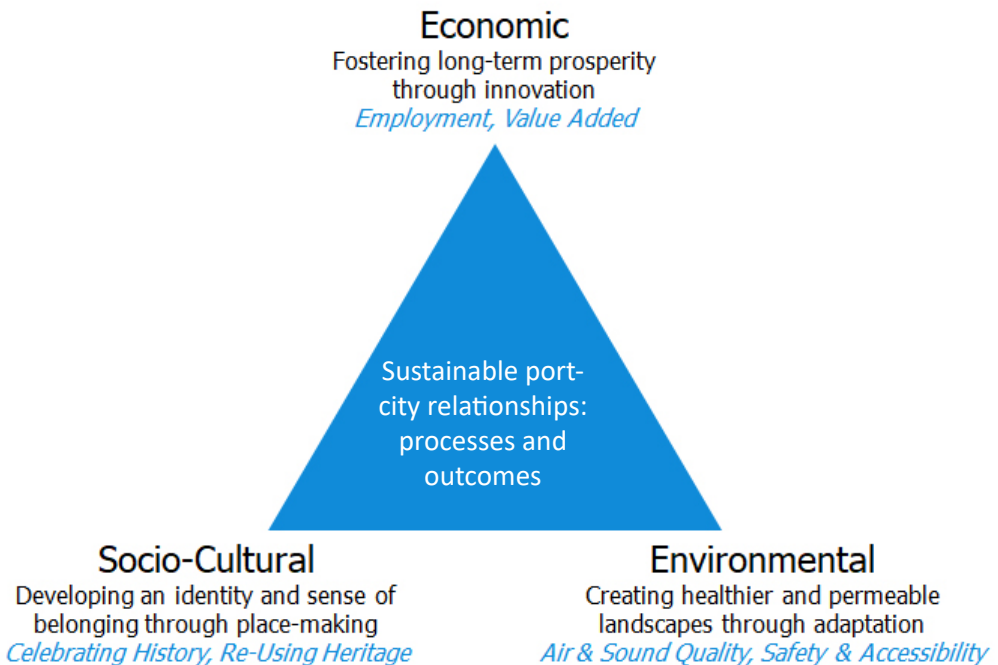 Economic
Fostering long-term prosperity
through innovation
Employment, Value Added
Sustainable port-
city relationships:
processes and
outcomes
Socio-Cultural
Developing an identity and sense of
belonging through place-making
Celebrating History, Re-Using Heritage
Environmental
Creating healthier and permeable
landscapes through adaptation
Air & Sound Quality, Safety & Accessibility